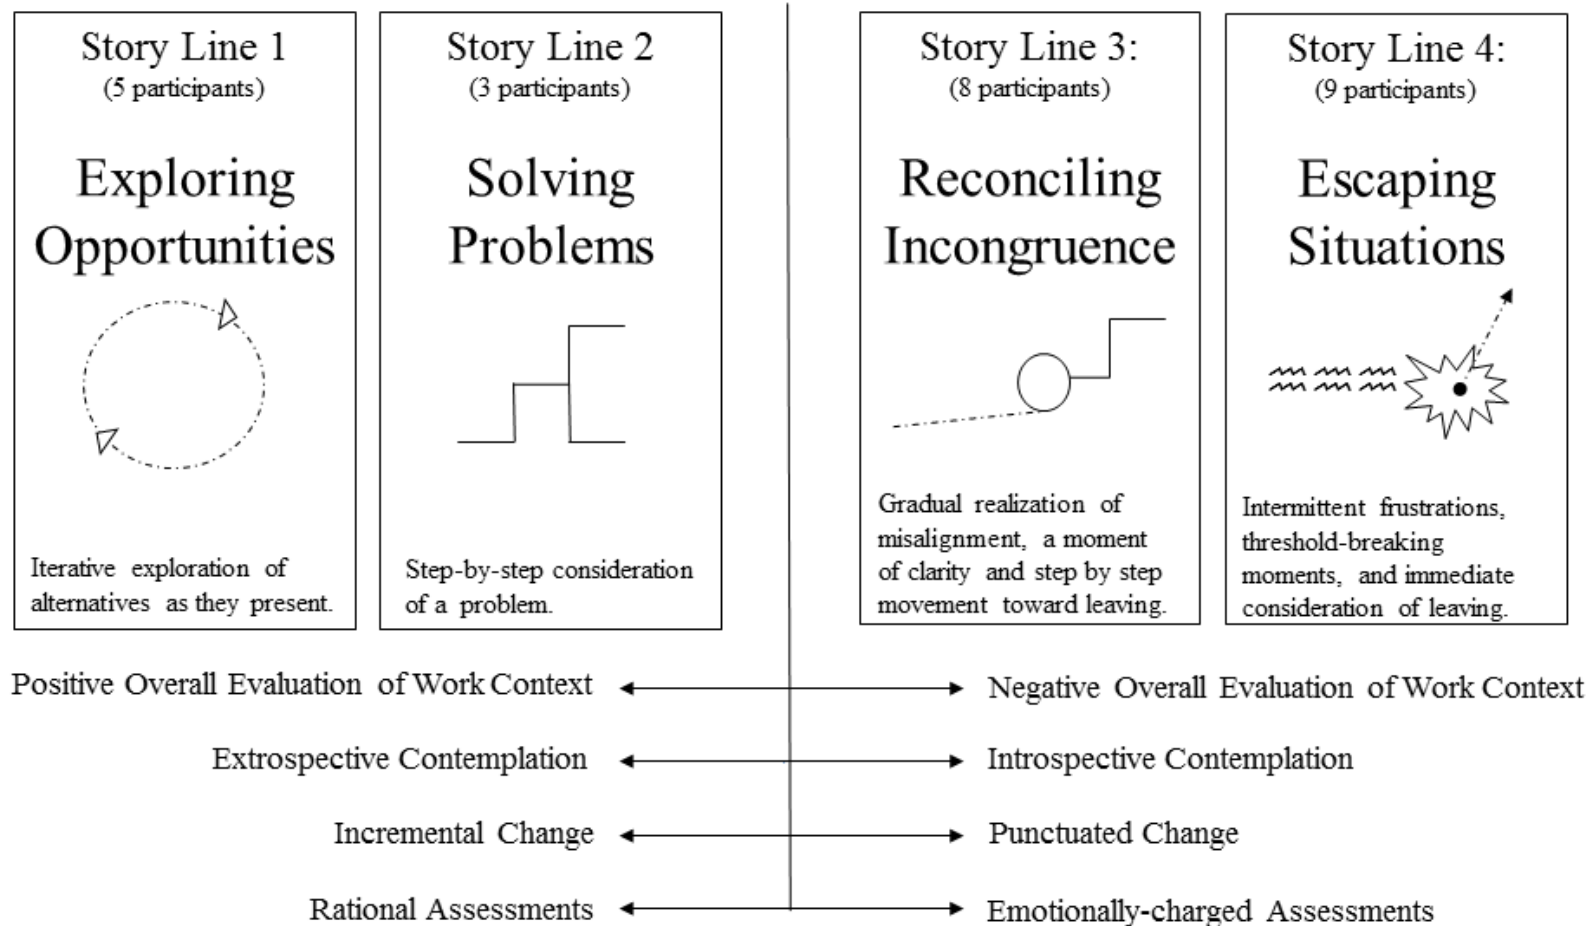 Story Line 1
(5 participants)
Exploring
Opportunities
Iterative exploration of
alternatives as they present.
Story Line 2
(3 participants)
Solving
Problems
Step-by-step consideration
of a problem.
Story Line 3:
(8 participants)
Reconciling
Incongruence
Gradual realization of
misalignment, a moment
of clarity and step by step
movement toward leaving.
Story Line 4:
(9 participants)
Escaping
Situations
Intermittent frustrations,
threshold-breaking
moments, and immediate
consideration of leaving.
Positive Overall Evaluation of Work Context
Negative Overall Evaluation of Work Context
Extrospective Contemplation
Introspective Contemplation
Incremental Change
Punctuated Change
Rational Assessments
Emotionally-charged Assessments